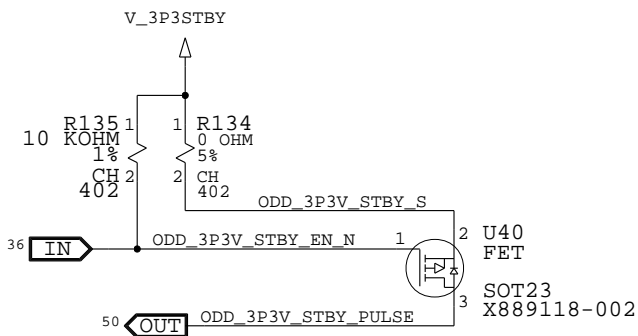 V_3P3STBY
R135 1
10 KOHM
1%
CH 2
402
1 R134
0 OHM
5%
2 CH
402
ODD_3P3V_STBY_S
36 IN
ODD_3P3V_STBY_EN_N
1
2 U40
FET
SOT23
3 X889118-002
50 OUT
ODD_3P3V_STBY_PULSE